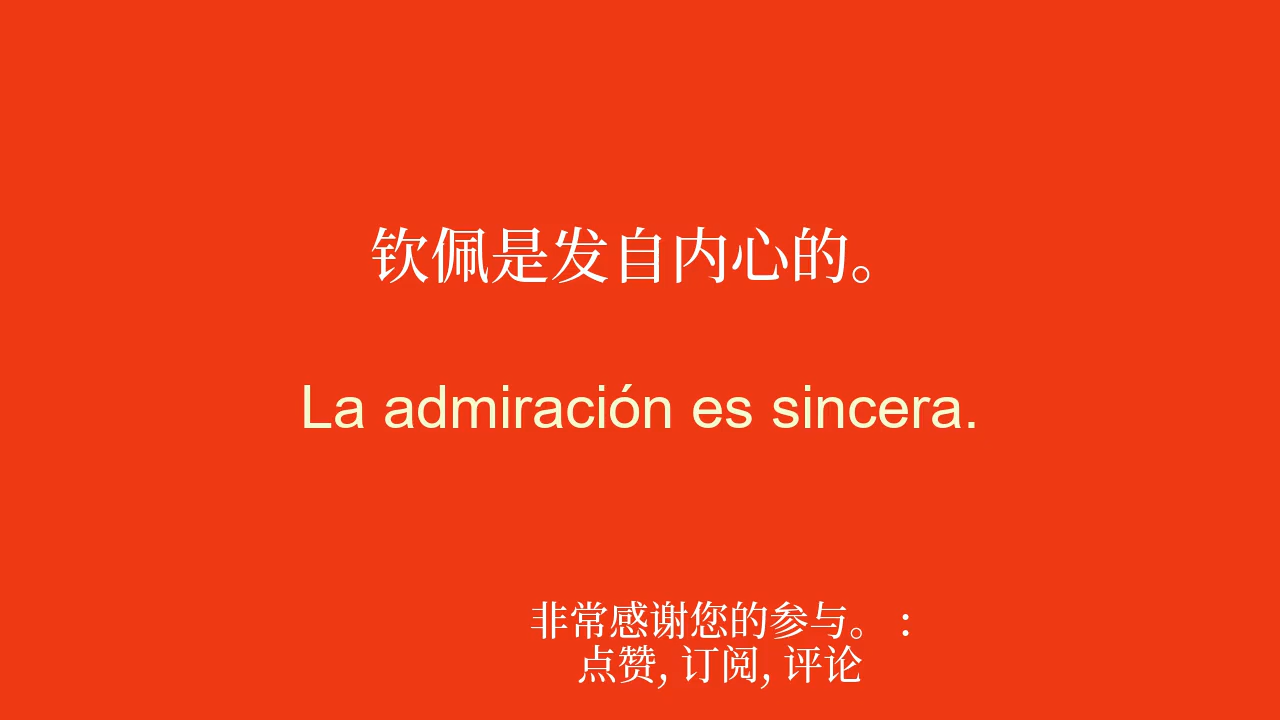 钦佩是发自内心的。
La admiración es sincera.
非常感谢您的参与。 :
点赞, 订阅, 评论